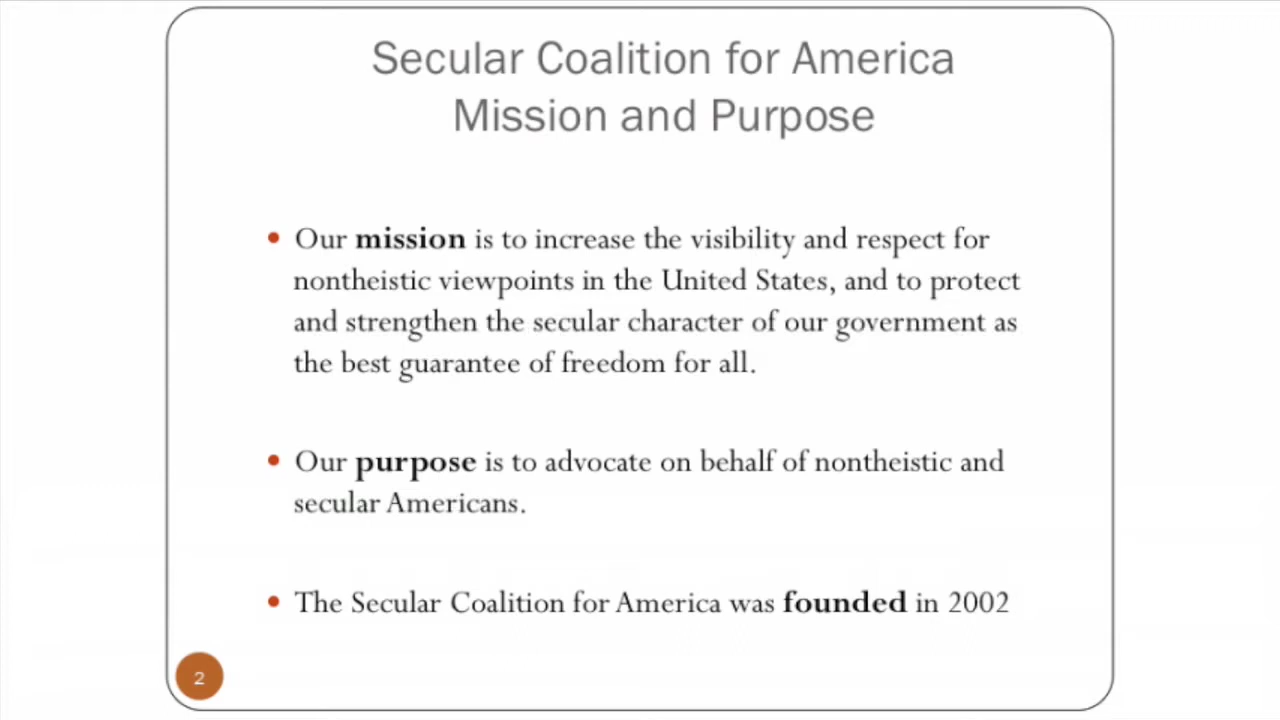 Secular Coalition for America
Mission and Purpose
• Our mission is to increase the visibility and respect for
nontheistic viewpoints in the United States, and to protect
and strengthen the secular character of our government as
the best guarantee of freedom for all.
• Our purpose is to advocate on behalf of nontheistic and
secular Americans.
• The Secular Coalition for America was founded in 2002
2